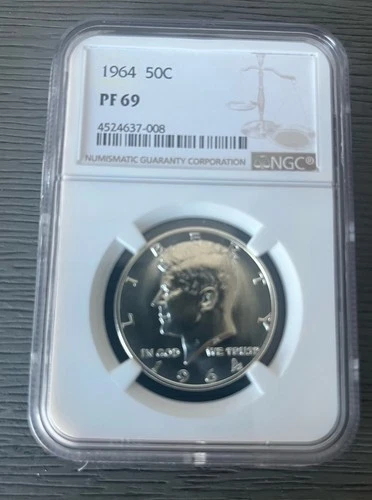 1964 50C
PF 69
4524637-008
NUMISMATIC GUARANTY CORPORATION
NGC®
LIBERTY
IN GOD WE TRUST
1964